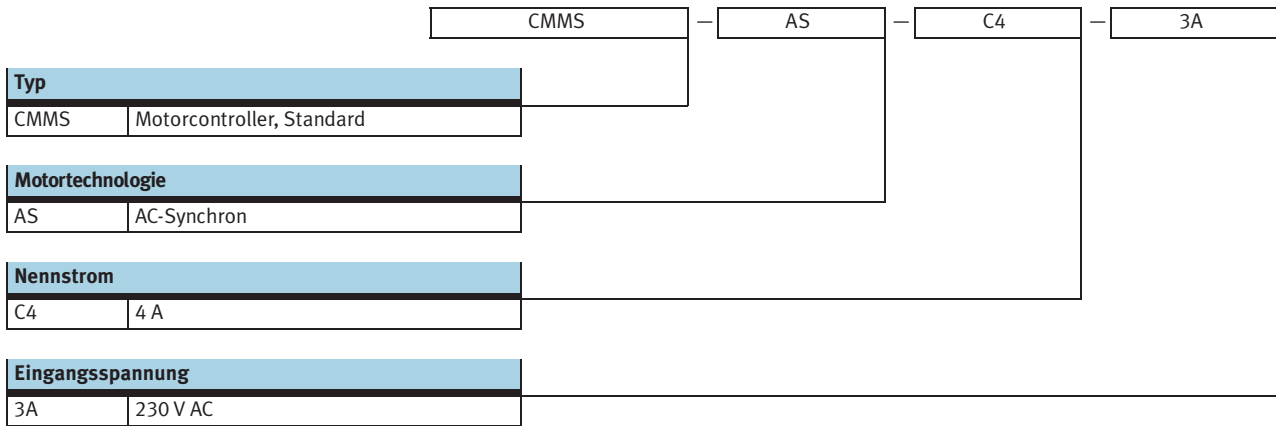 CMMS — AS — C4 — 3A
Typ
CMMS Motorcontroller, Standard
Motortechnologie
AS AC-Synchron
Nennstrom
C4 4 A
Eingangsspannung
3A 230 V AC